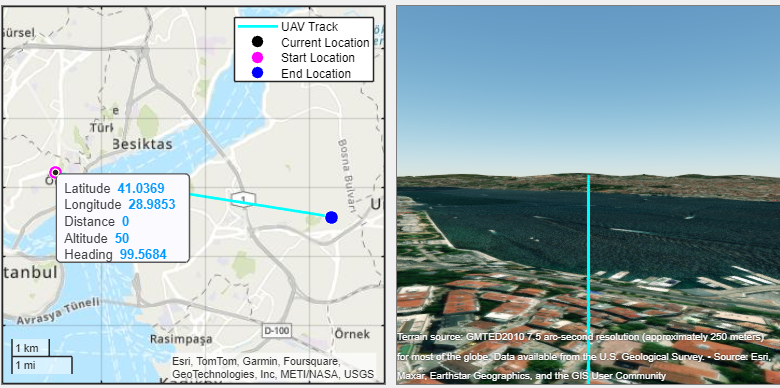 UAV Track
Current Location
Start Location
End Location
Gürsel
Türk
Besiktas
Bosna Bulvari
1
Latitude 41.0369
Longitude 28.9853
Distance 0
Altitude 50
Heading 99.5684
tanbul
Avrasya Tüneli
D-100
Rasimpaşa
Örnek
1 km
1 mi
Esri, TomTom, Garmin, Foursquare,
GeoTechnologies, Inc, METI/NASA, USGS
Terrain source: GMTED2010 7.5 arc-second resolution (approximately 250 meters)
for most of the globe. Data available from the U.S. Geological Survey. • Source: Esri,
Maxar, Earthstar Geographics, and the GIS User Community